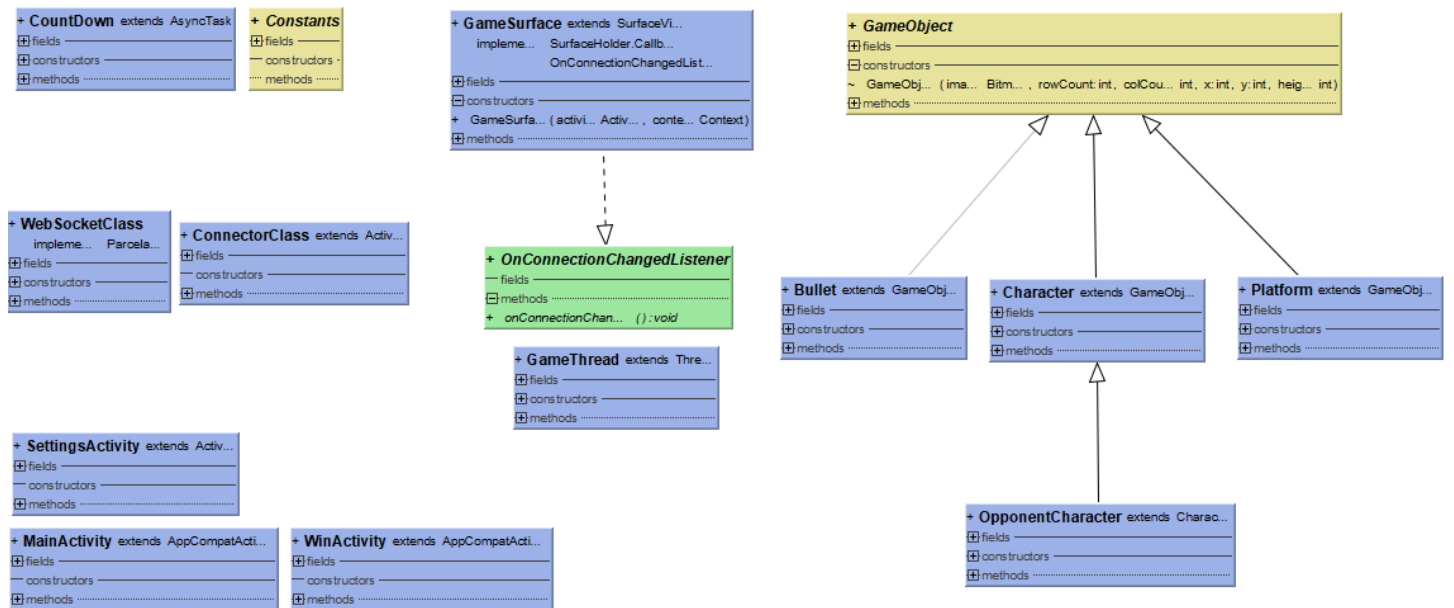 + CountDown extends AsyncTask
fields
constructors
methods
+ Constants
fields
constructors
methods
+ GameSurface extends SurfaceVi...
impleme... SurfaceHolder.Callb...
OnConnectionChangedList...
fields
constructors
+ GameSurfa... (activi... Activ... , conte... Context)
methods
+ GameObject
fields
constructors
~ GameObj... (ima... Bitm... , rowCount:int, colCou... int, x:int, y:int, heig... int)
methods
+ WebSocketClass
impleme... Parcela...
fields
constructors
methods
+ ConnectorClass extends Activ...
fields
constructors
methods
+ OnConnectionChangedListener
fields
methods
+ onConnectionChan... ():void
+ GameThread extends Thre...
fields
constructors
methods
+ Bullet extends GameObj...
fields
constructors
methods
+ Character extends GameObj...
fields
constructors
methods
+ Platform extends GameObj...
fields
constructors
methods
+ SettingsActivity extends Activ...
fields
constructors
methods
+ MainActivity extends AppCompatActi...
fields
constructors
methods
+ WinActivity extends AppCompatActi...
fields
constructors
methods
+ OpponentCharacter extends Charac...
fields
constructors
methods